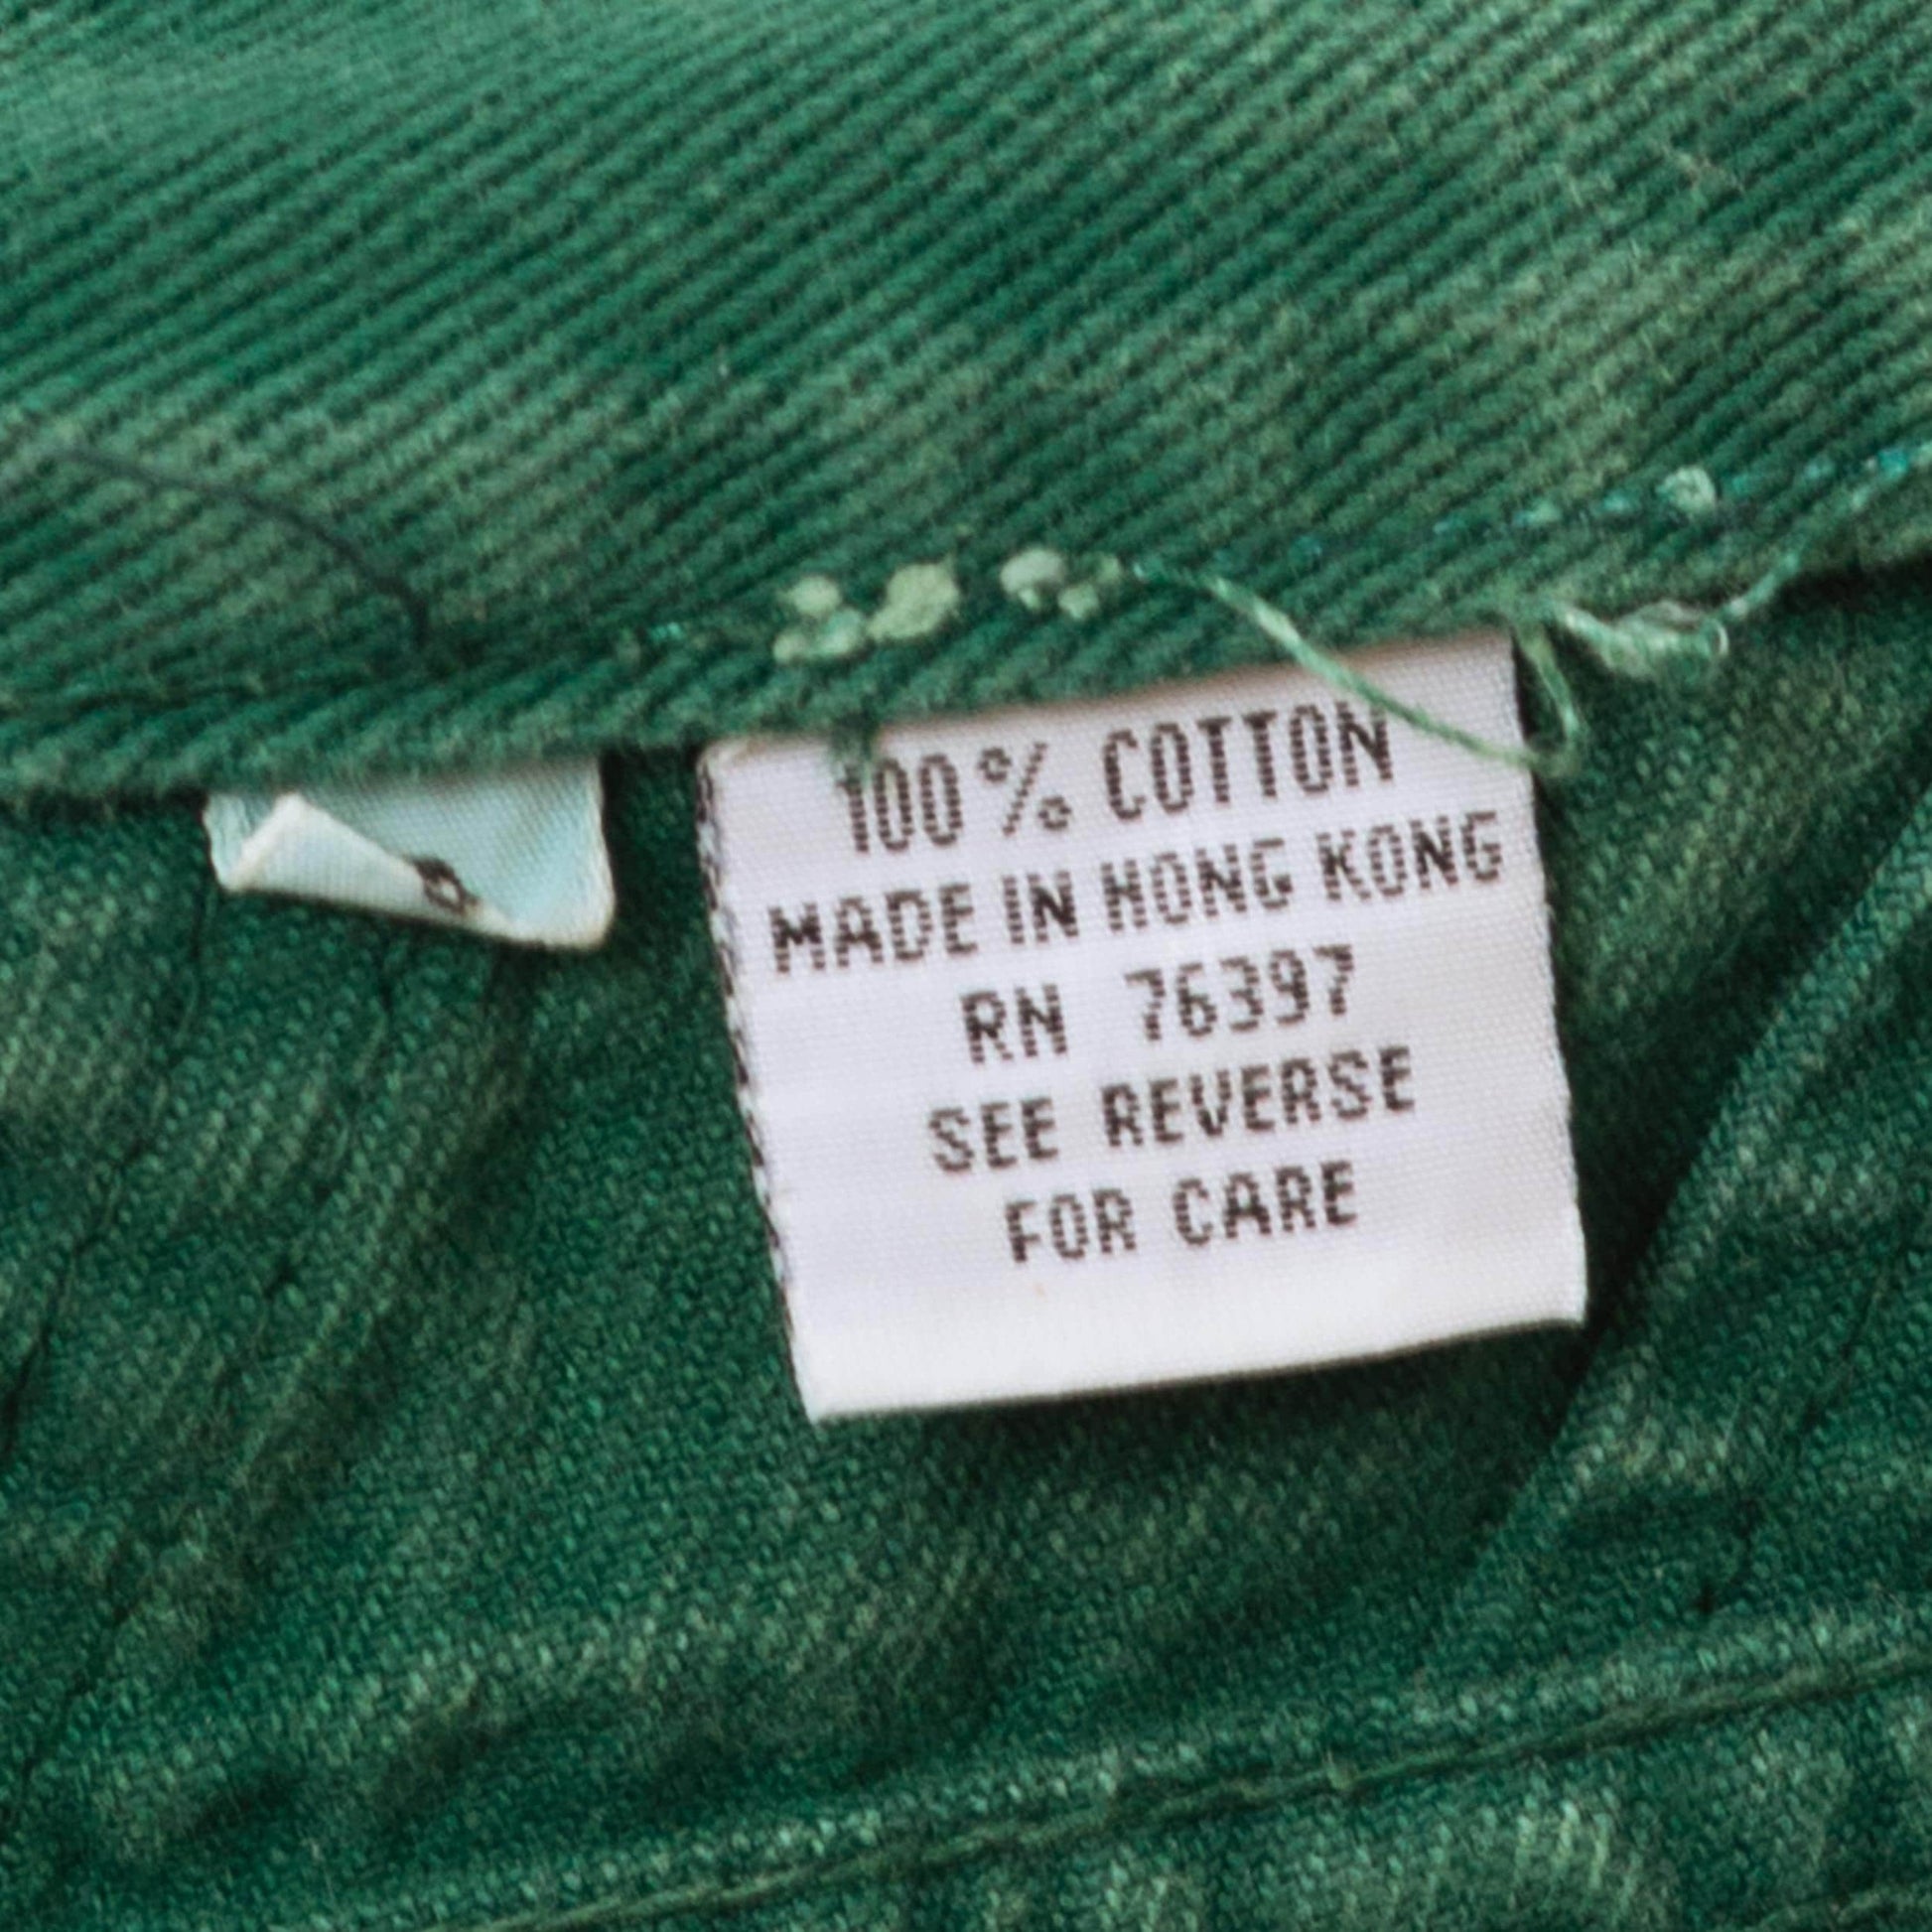 100% COTTON
MADE IN HONG KONG
RN 76397
SEE REVERSE
FOR CARE